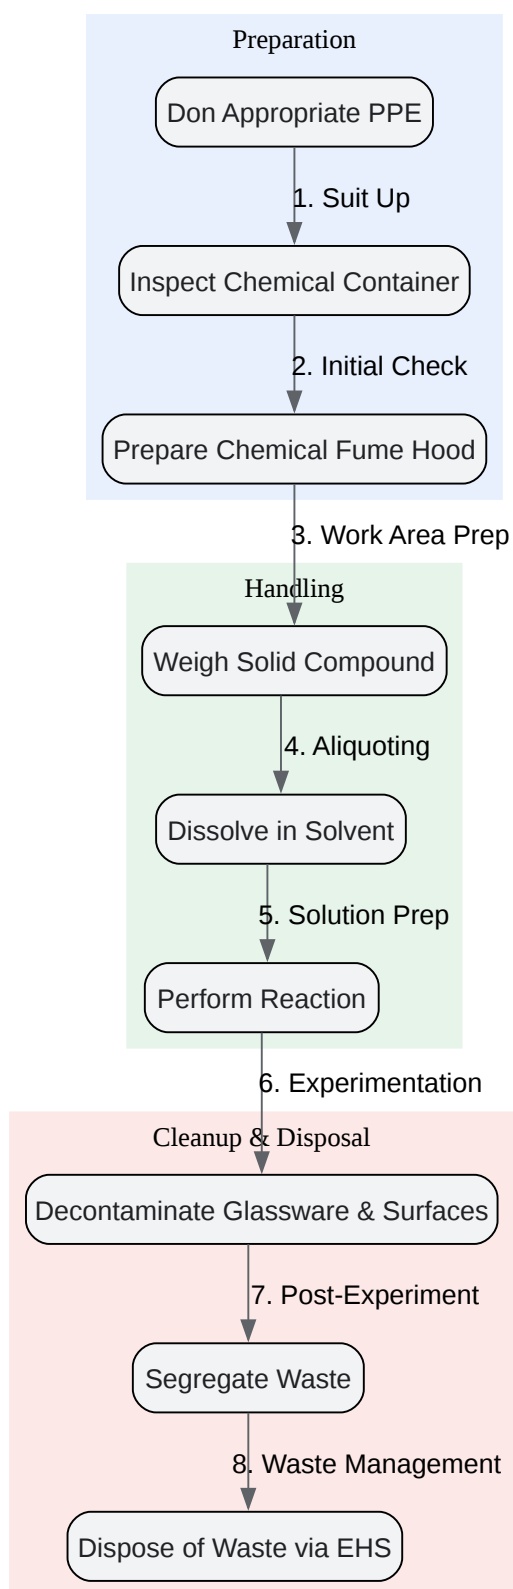 Preparation
Don Appropriate PPE
1. Suit Up
Inspect Chemical Container
2. Initial Check
Prepare Chemical Fume Hood
3. Work Area Prep
Handling
Weigh Solid Compound
4. Aliquoting
Dissolve in Solvent
5. Solution Prep
Perform Reaction
6. Experimentation
Cleanup & Disposal
Decontaminate Glassware & Surfaces
7. Post-Experiment
Segregate Waste
8. Waste Management
Dispose of Waste via EHS